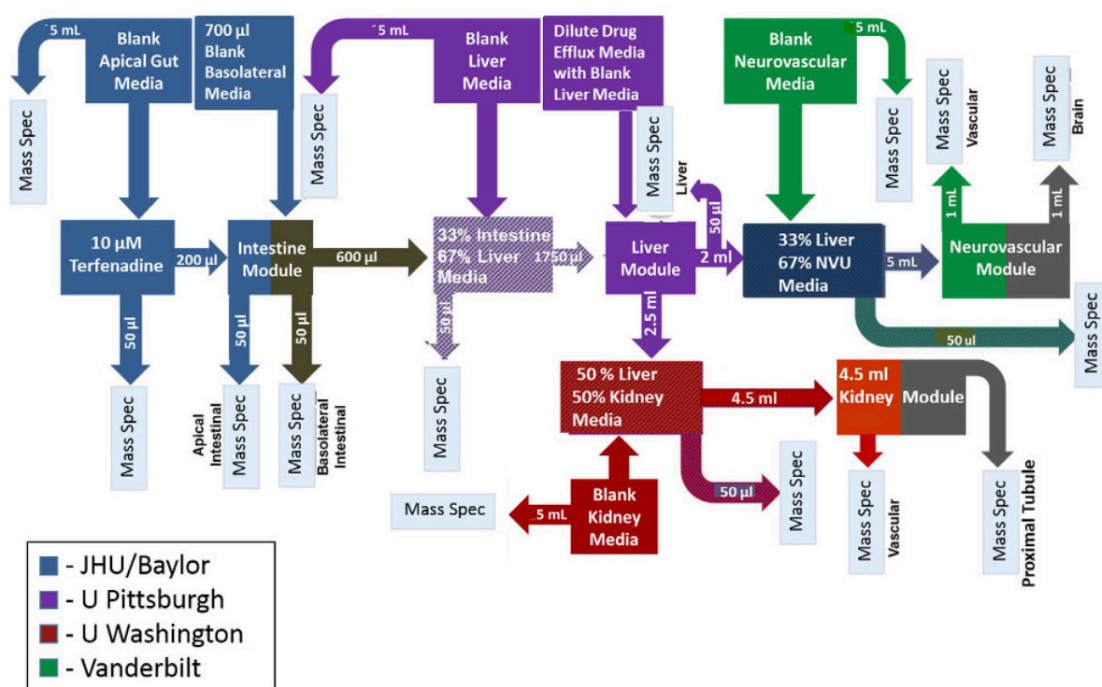 .5 mL
Blank
Apical Gut
Media
Mass Spec
700 µl
Blank
Basolateral
Media
.5 mL
Blank
Liver
Media
Mass Spec
Dilute Drug
Efflux Media
with Blank
Liver Media
Mass Spec
Liver
50 µl
Blank
Neurovascular
Media
.5 mL
Mass Spec
Mass Spec
Vascular
1 mL
Mass Spec
Brain
1 mL
10 µM
Terfenadine
200 µl
Intestine
Module
600 µl
33% Intestine
67% Liver
Media
1750 µl
Liver
Module
2 ml
33% Liver
67% NVU
Media
5 mL
Neurovascular
Module
50 µl
50 µl
50 µl
50 µl
2.5 ml
50 ul
Mass Spec
Mass Spec
Apical
Intestinal
Mass Spec
Mass Spec
Basolateral
Intestinal
Mass Spec
50 % Liver
50% Kidney
Media
4.5 ml
4.5 ml
Kidney
Module
50 µl
Mass Spec
Mass Spec
Vascular
Mass Spec
Proximal Tubule
Mass Spec
.5 mL
Blank
Kidney
Media
- JHU/Baylor
- U Pittsburgh
- U Washington
- Vanderbilt